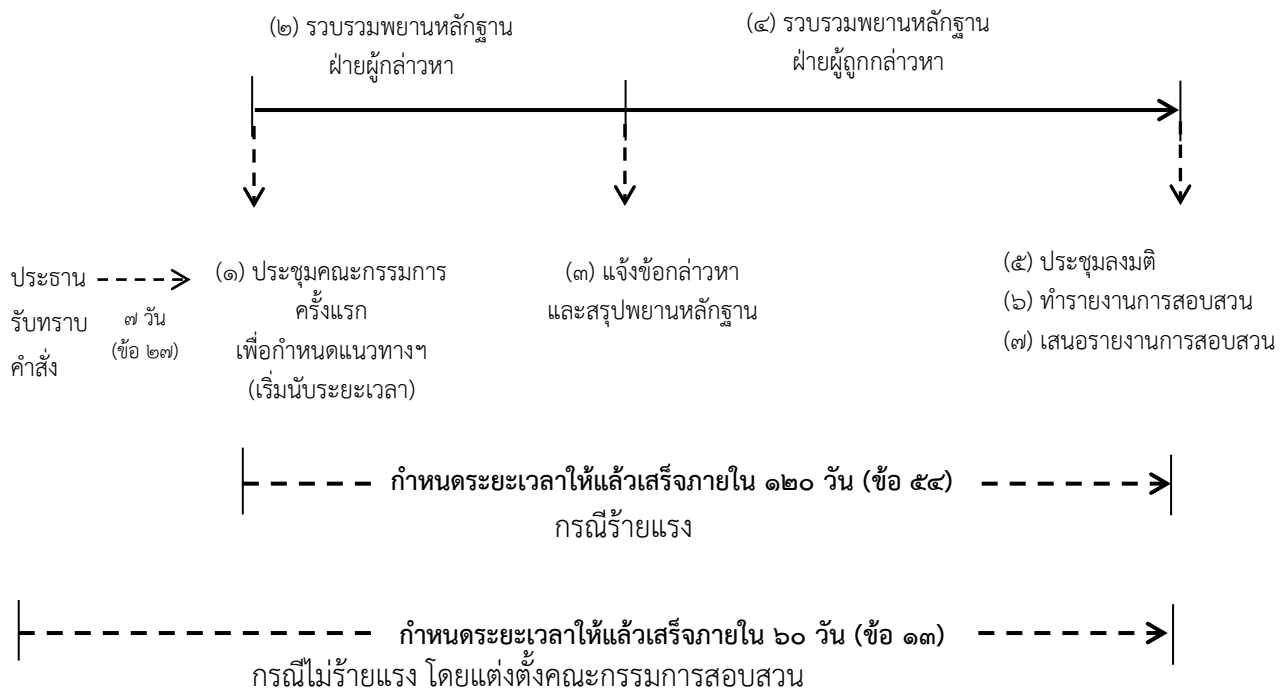 (๒) รวบรวมพยานหลักฐาน
ฝ่ายผู้กล่าวหา
(๔) รวบรวมพยานหลักฐาน
ฝ่ายผู้ถูกกล่าวหา
ประธาน
รับทราบ
คำสั่ง
๗ วัน
(ข้อ ๒๗)
(๑) ประชุมคณะกรรมการ
ครั้งแรก
เพื่อกำหนดแนวทางฯ
(เริ่มนับระยะเวลา)
(๓) แจ้งข้อกล่าวหา
และสรุปพยานหลักฐาน
(๕) ประชุมลงมติ
(๖) ทำรายงานการสอบสวน
(๗) เสนอรายงานการสอบสวน
กำหนดระยะเวลาให้แล้วเสร็จภายใน ๑๒๐ วัน (ข้อ ๕๔)
กรณีร้ายแรง
กำหนดระยะเวลาให้แล้วเสร็จภายใน ๖๐ วัน (ข้อ ๑๓)
กรณีไม่ร้ายแรง โดยแต่งตั้งคณะกรรมการสอบสวน